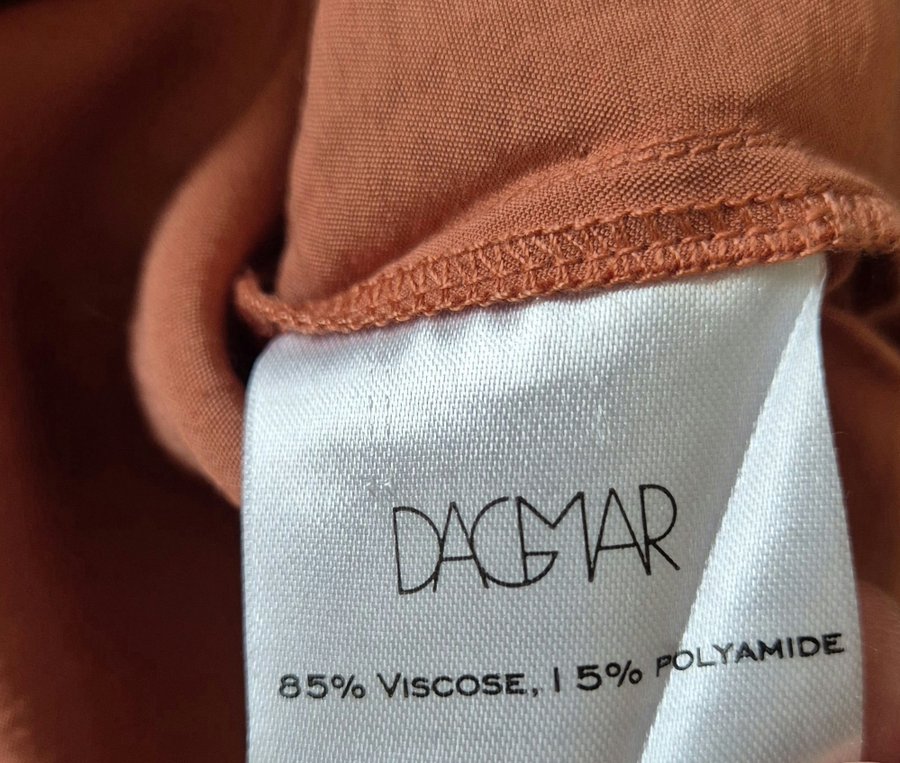 DAGMAR
85% VISCOSE, 15% POLYAMIDE